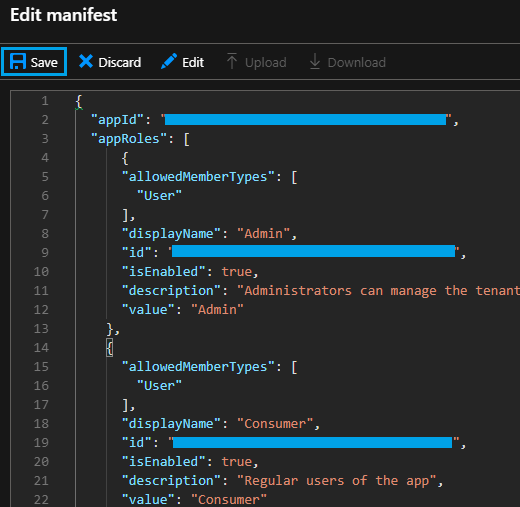 Edit manifest
Save Discard Edit Upload Download
1 {
2 "appId": "",
3 "appRoles": [
4 {
5 "allowedMemberTypes": [
6 "User"
7 ],
8 "displayName": "Admin",
9 "id": "",
10 "isEnabled": true,
11 "description": "Administrators can manage the tenant
12 "value": "Admin"
13 },
14 {
15 "allowedMemberTypes": [
16 "User"
17 ],
18 "displayName": "Consumer",
19 "id": "",
20 "isEnabled": true,
21 "description": "Regular users of the app",
22 "value": "Consumer"